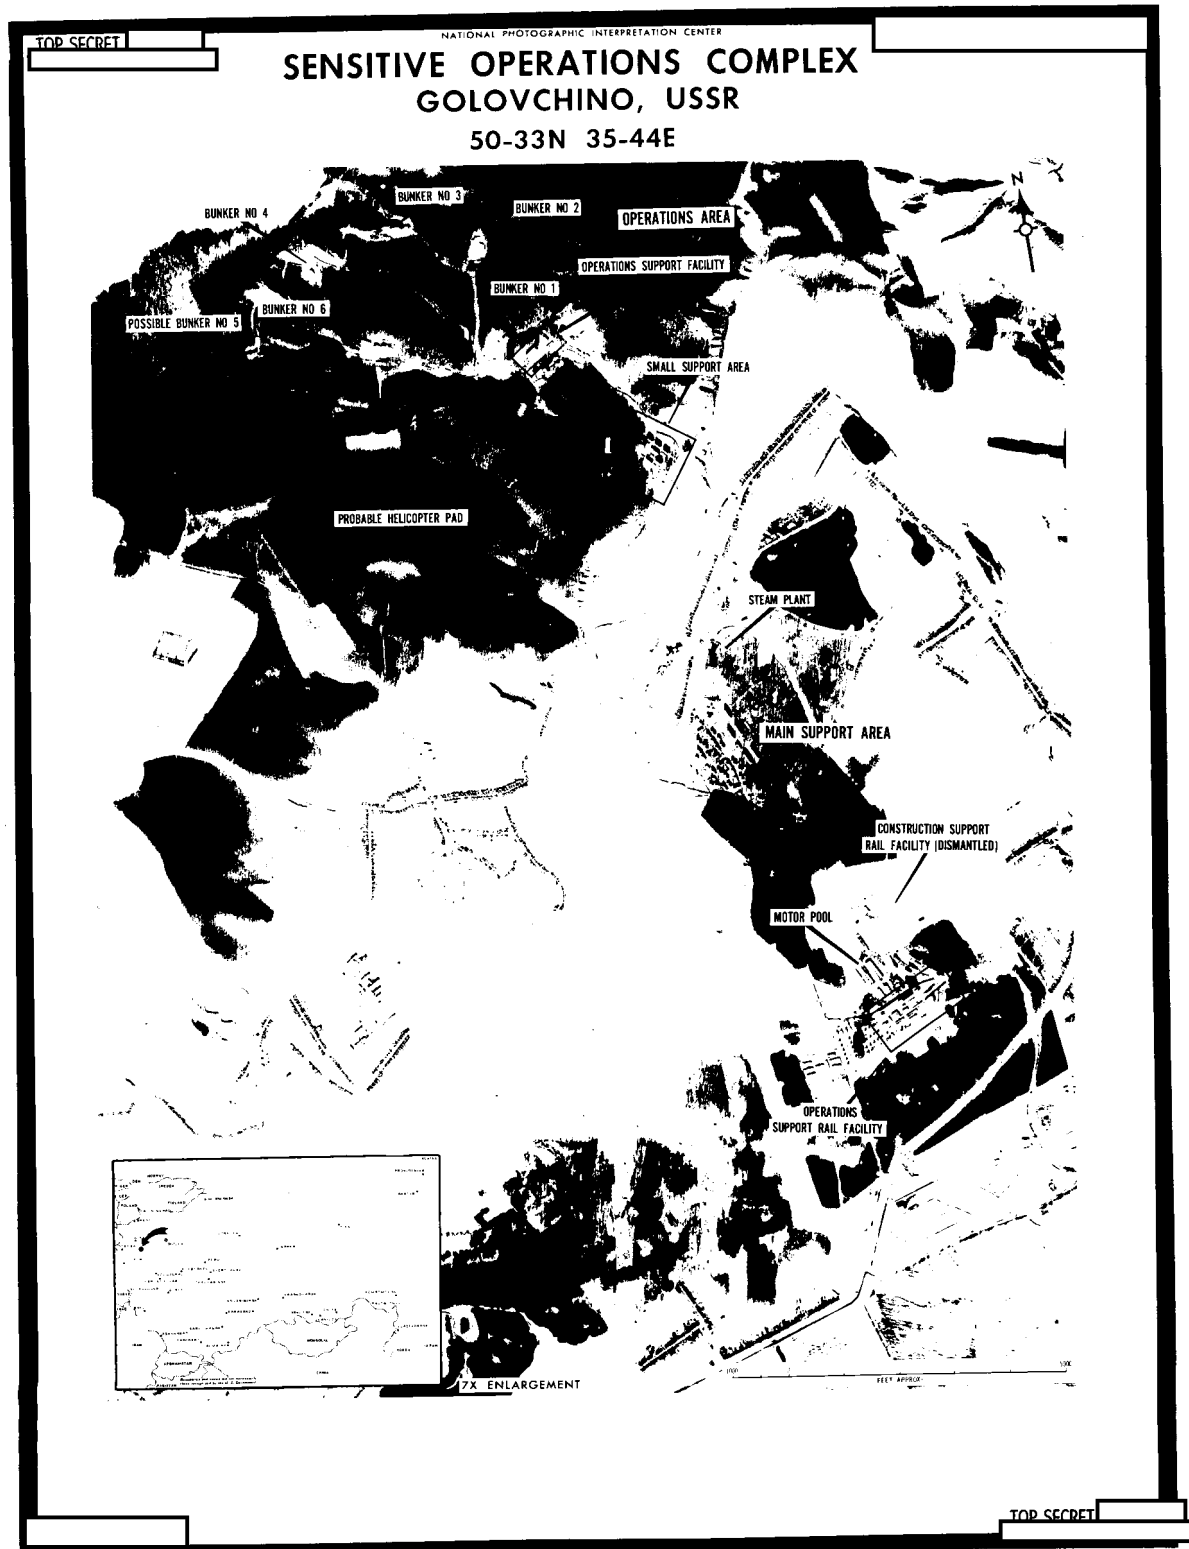 TOP SECRET
NATIONAL PHOTOGRAPHIC INTERPRETATION CENTER
SENSITIVE OPERATIONS COMPLEX
GOLOVCHINO, USSR
50-33N 35-44E
N
BUNKER NO 3
BUNKER NO 4
BUNKER NO 2
OPERATIONS AREA
OPERATIONS SUPPORT FACILITY
BUNKER NO 1
BUNKER NO 6
POSSIBLE BUNKER NO 5
SMALL SUPPORT AREA
PROBABLE HELICOPTER PAD
STEAM PLANT
MAIN SUPPORT AREA
CONSTRUCTION SUPPORT
RAIL FACILITY (DISMANTLED)
MOTOR POOL
OPERATIONS
SUPPORT RAIL FACILITY
AFGHANISTAN
MONGOLIA
CHINA
7X ENLARGEMENT
FEET APPROX
TOP SECRET